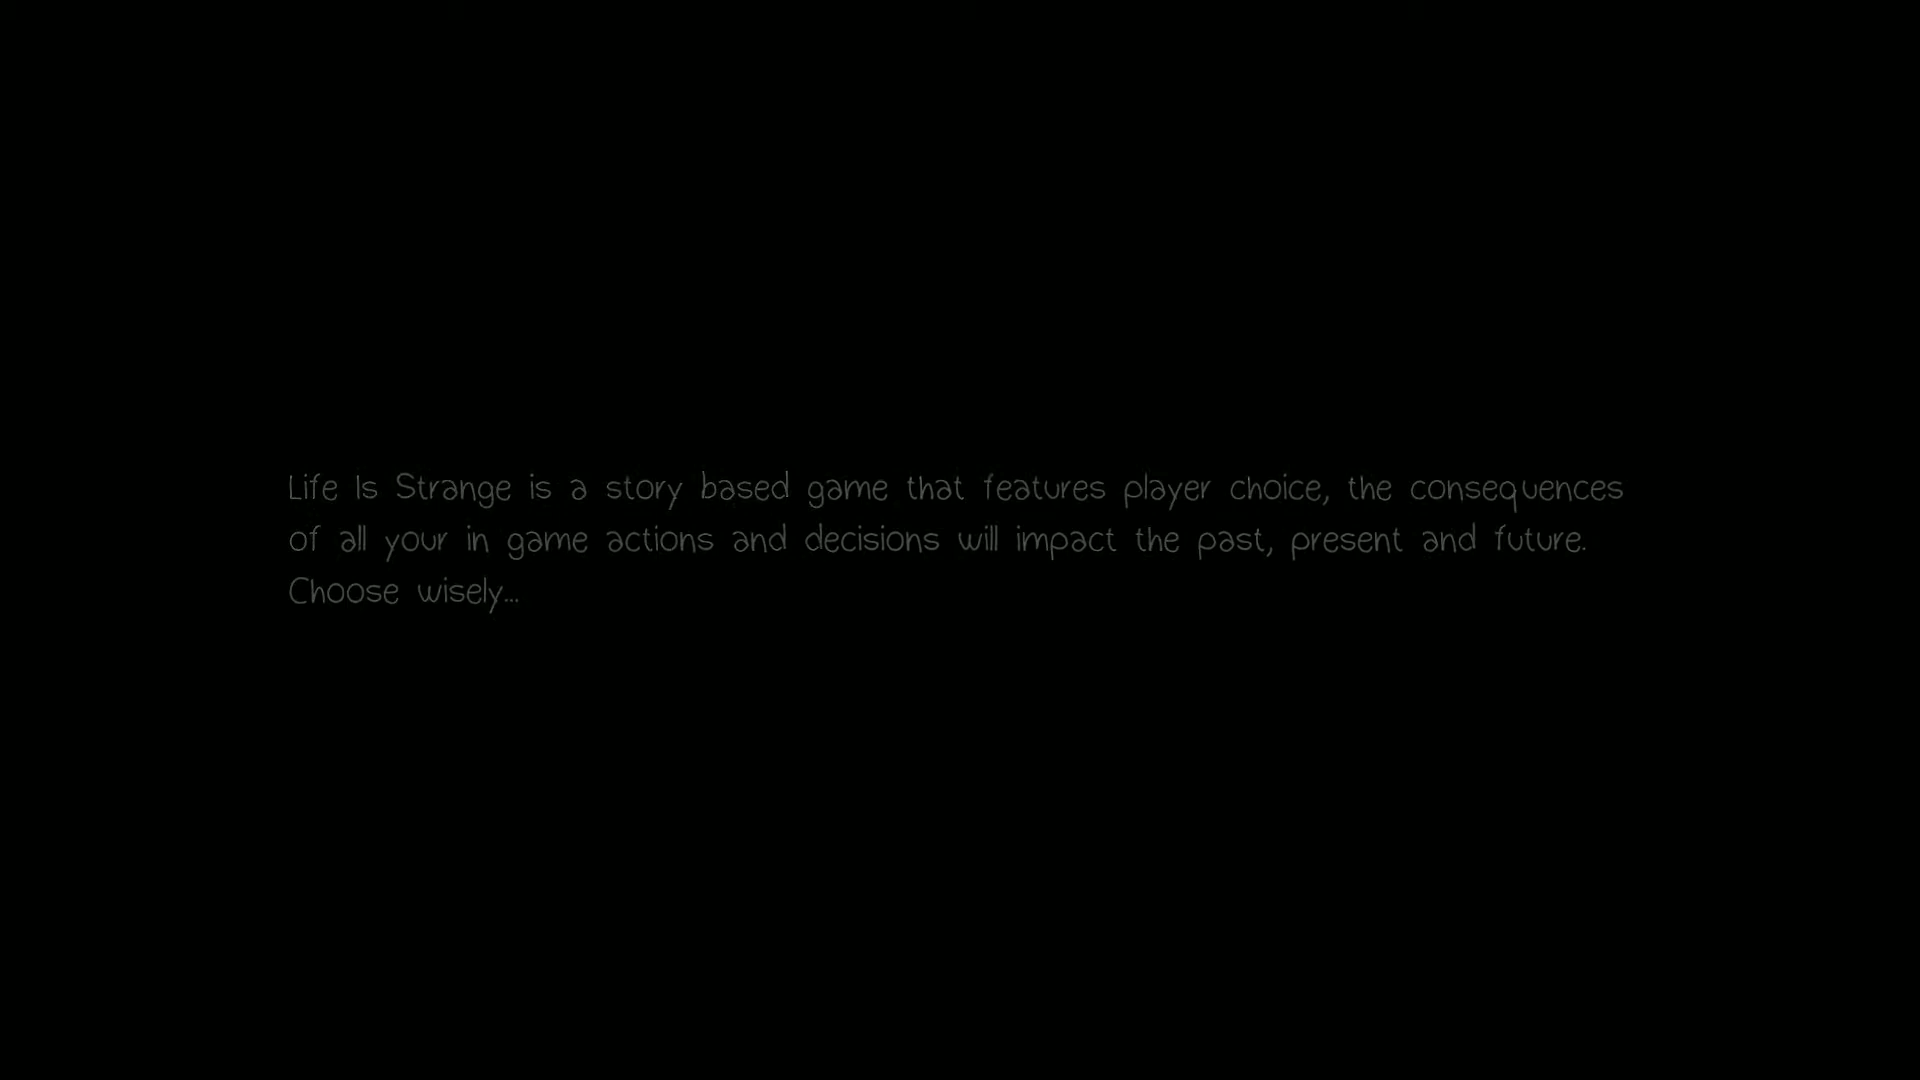 Life Is Strange is a story based game that features player choice, the consequences
of all your in game actions and decisions will impact the past, present and future.
Choose wisely...